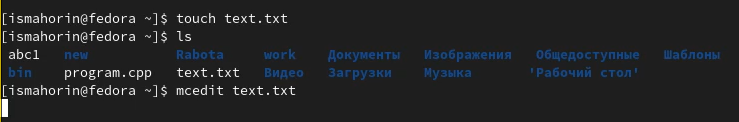 [ismahorin@fedora ~]$ touch text.txt
[ismahorin@fedora ~]$ ls
abc1 new Rabota work Документы Изображения Общедоступные Шаблоны
bin program.cpp text.txt Видео Загрузки Музыка 'Рабочий стол'
[ismahorin@fedora ~]$ mcedit text.txt